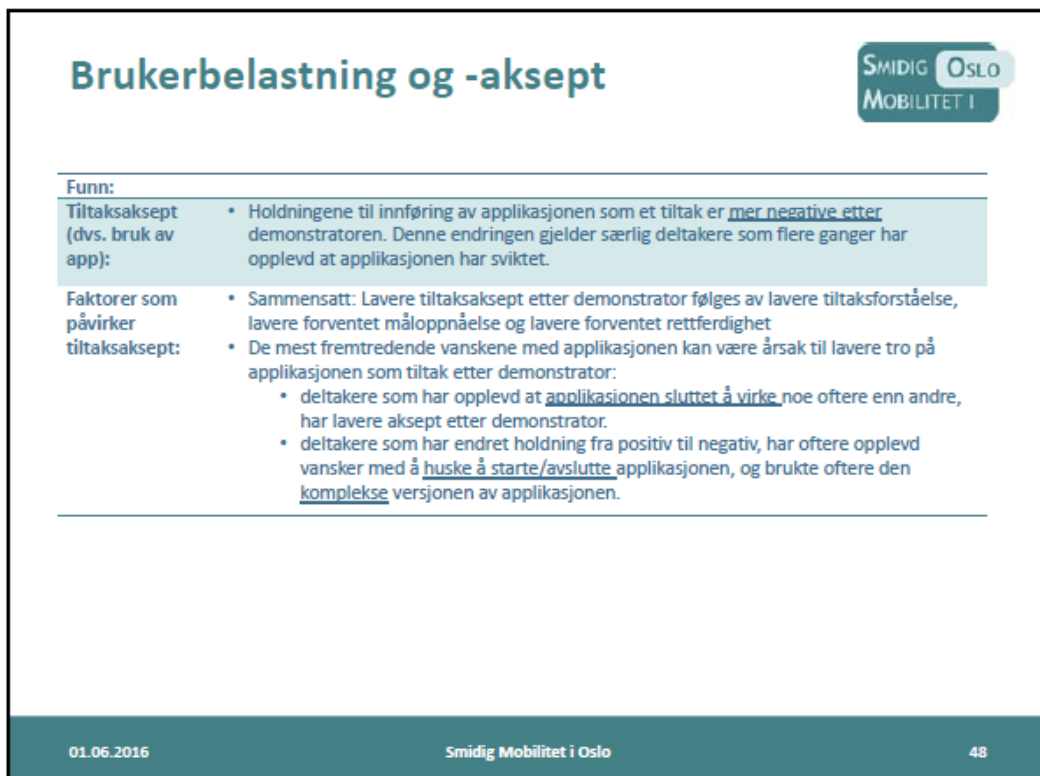 Brukerbelastning og -aksept
SMIDIG OSLO
MOBILITET I
Funn:
Tiltaksaksept
(dvs. bruk av
app):
• Holdningene til innføring av applikasjonen som et tiltak er mer negative etter
demonstratoren. Denne endringen gjelder særlig deltakere som flere ganger har
opplevd at applikasjonen har sviktet.
Faktorer som
påvirker
tiltaksaksept:
• Sammensatt: Lavere tiltaksaksept etter demonstrator følges av lavere tiltaksforståelse,
lavere forventet måloppnåelse og lavere forventet rettferdighet
• De mest fremtredende vanskene med applikasjonen kan være årsak til lavere tro på
applikasjonen som tiltak etter demonstrator:
• deltakere som har opplevd at applikasjonen sluttet å virke noe oftere enn andre,
har lavere aksept etter demonstrator.
• deltakere som har endret holdning fra positiv til negativ, har oftere opplevd
vansker med å huske å starte/avslutte applikasjonen, og brukte oftere den
komplekse versjonen av applikasjonen.
01.06.2016
Smidig Mobilitet i Oslo
48